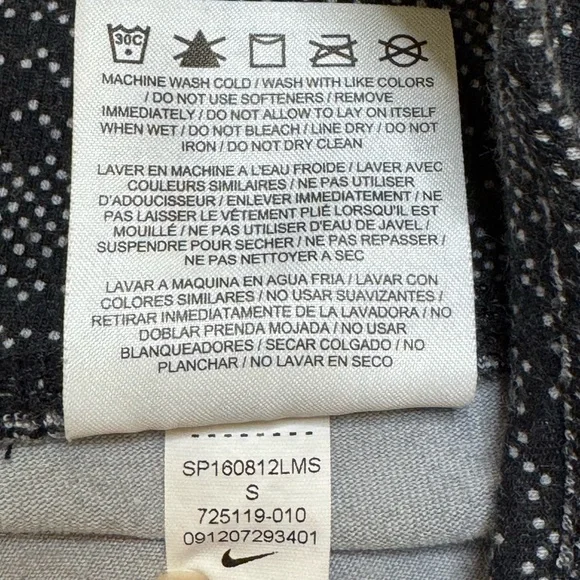 30C
MACHINE WASH COLD / WASH WITH LIKE COLORS
/ DO NOT USE SOFTENERS / REMOVE
IMMEDIATELY / DO NOT ALLOW TO LAY ON ITSELF
WHEN WET / DO NOT BLEACH / LINE DRY / DO NOT
IRON / DO NOT DRY CLEAN
LAVER EN MACHINE A L'EAU FROIDE / LAVER AVEC
COULEURS SIMILAIRES / NE PAS UTILISER
D'ADOUCISSEUR / ENLEVER IMMEDIATEMENT / NE
PAS LAISSER LE VÊTEMENT PLIÉ LORSQU'IL EST
MOUILLÉ / NE PAS UTILISER D'EAU DE JAVEL /
SUSPENDRE POUR SECHER / NE PAS REPASSER /
NE PAS NETTOYER A SEC
LAVAR A MAQUINA EN AGUA FRIA / LAVAR CON
COLORES SIMILARES / NO USAR SUAVIZANTES /
RETIRAR INMEDIATAMENTE DE LA LAVADORA / NO
DOBLAR PRENDA MOJADA / NO USAR
BLANQUEADORES / SECAR COLGADO / NO
PLANCHAR / NO LAVAR EN SECO
SP160812LMS
S
725119-010
091207293401